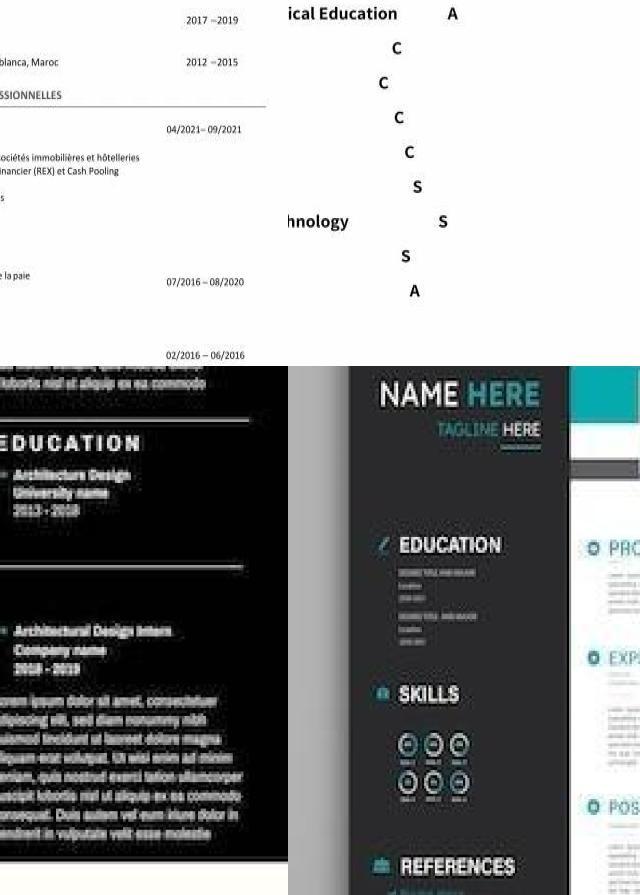 2017 –2019
blanca, Maroc 2012 –2015
SSIONNELLES
04/2021– 09/2021
ociétés immobilières et hôtelleries
inancier (REX) et Cash Pooling
s
e la paie
07/2016 – 08/2020
02/2016 – 06/2016
ical Education A
C
C
C
C
S
hnology S
S
A
lobortis nisl ut aliquip ex ea commodo
EDUCATION
Architecture Design
University name
2013 - 2018
Architectural Design Intern
Company name
2018 - 2019
orem ipsum dolor sit amet, consectetuer
dipiscing elit, sed diam nonummy nibh
euismod tincidunt ut laoreet dolore magna
aliquam erat volutpat. Ut wisi enim ad minim
veniam, quis nostrud exerci tation ullamcorper
suscipit lobortis nisl ut aliquip ex ea commodo
consequat. Duis autem vel eum iriure dolor in
endrerit in vulputate velit esse molestie
NAME HERE
TAGLINE HERE
EDUCATION
SKILLS
REFERENCES
PRO
EXP
POS